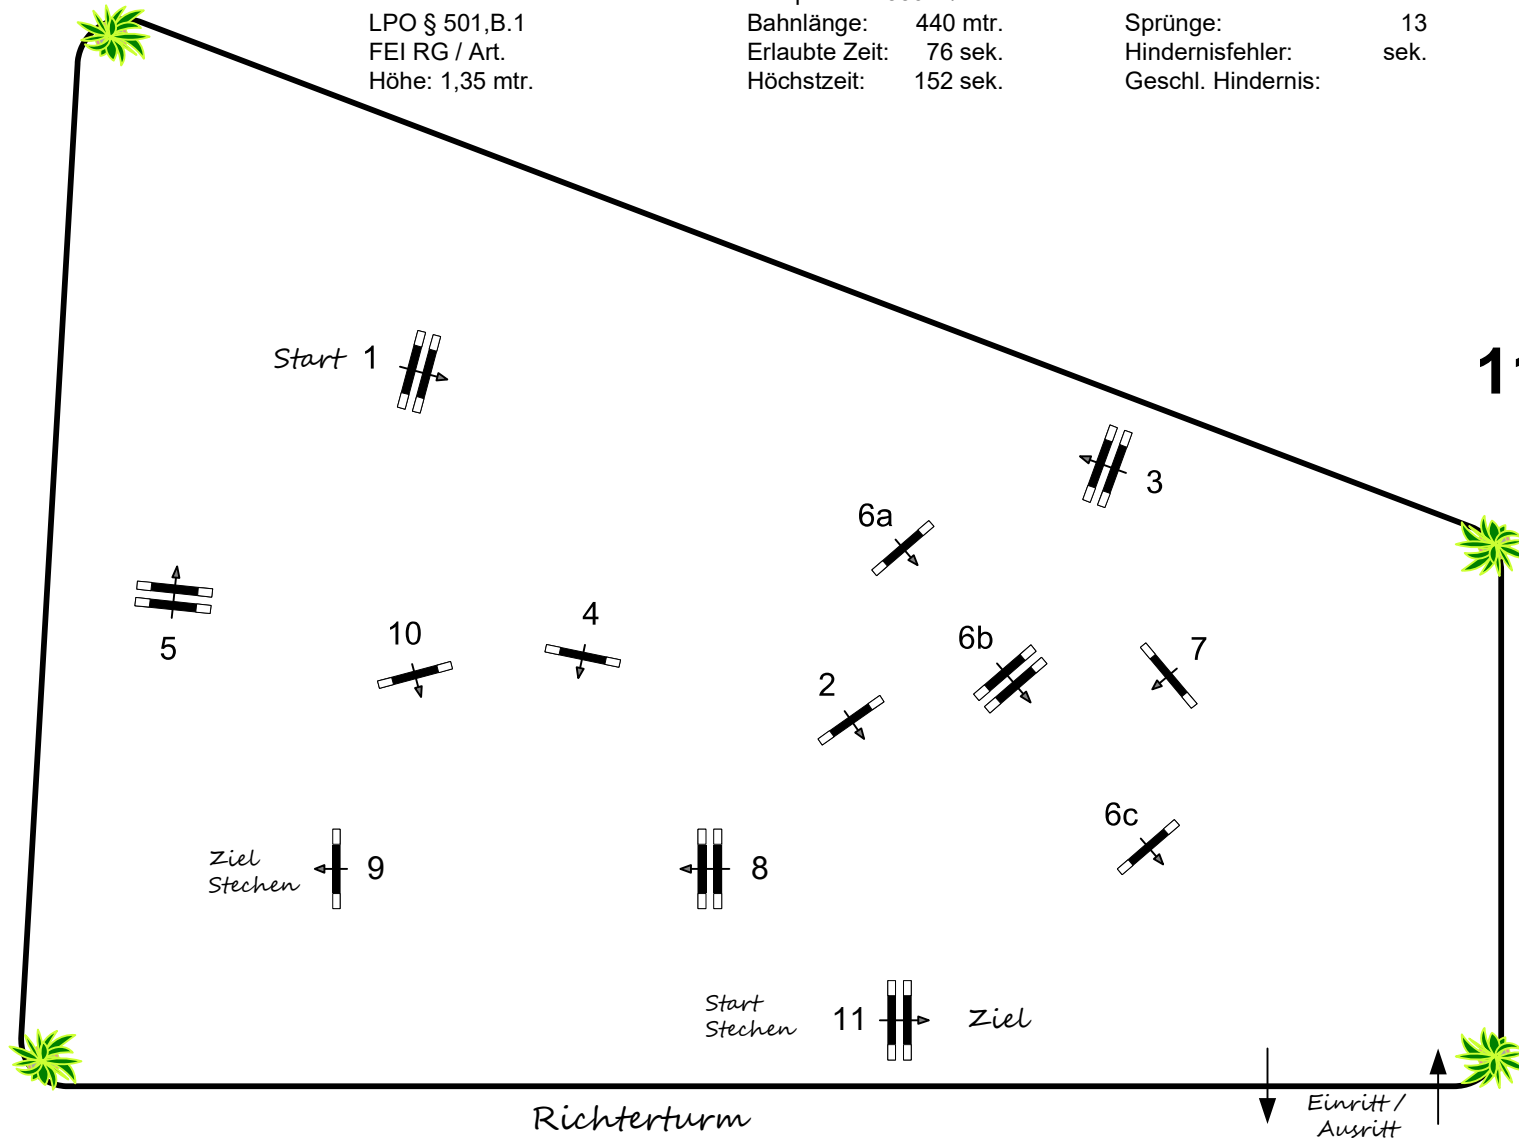 LPO § 501,B.1
FEI RG / Art.
Höhe: 1,35 mtr.
Bahnlänge: 440 mtr.
Erlaubte Zeit: 76 sek.
Höchstzeit: 152 sek.
Sprünge: 13
Hindernisfehler: sek.
Geschl. Hindernis:
Start 1
3
6a
4
10
5
6b
7
2
6c
Ziel
Stechen
9
8
Start
Stechen
11
Ziel
Richterturm
Einritt /
Ausritt